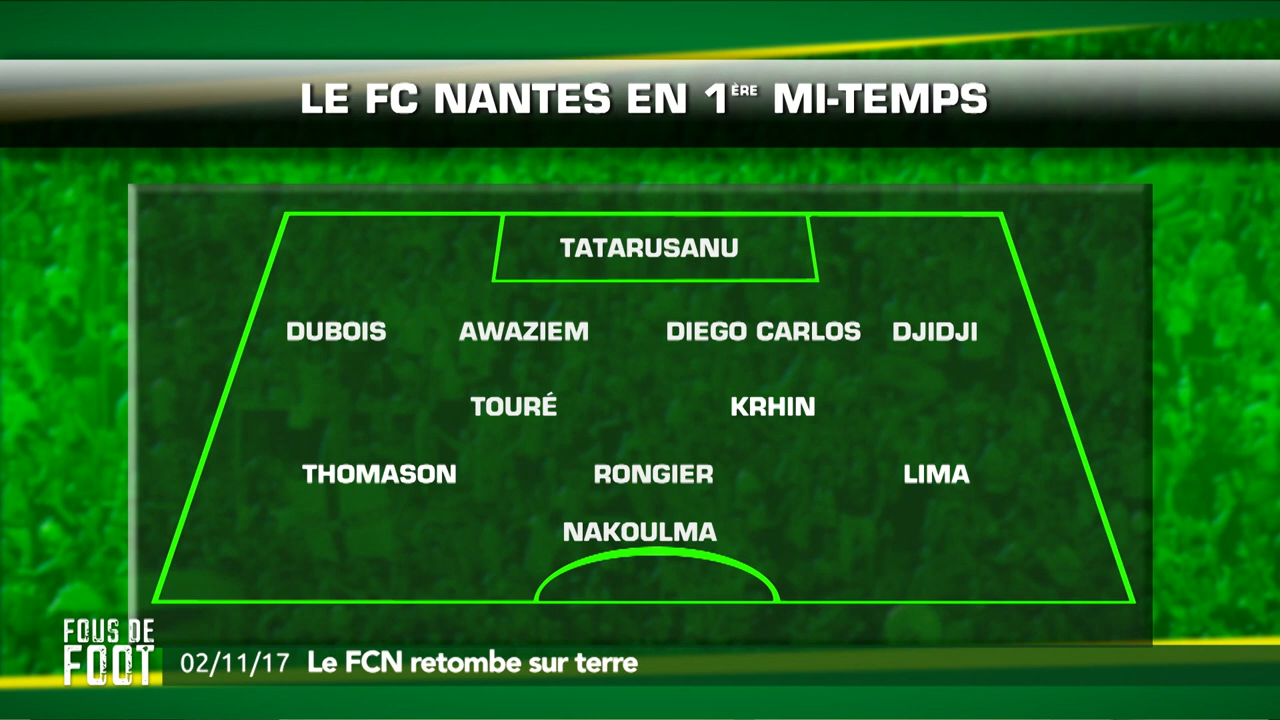 LE FC NANTES EN 1ÈRE MI-TEMPS
TATARUSANU
DUBOIS AWAZIEM DIEGO CARLOS DJIDJI
TOURÉ KRHIN
THOMASON RONGIER LIMA
NAKOULMA
FOUS DE
FOOT
02/11/17 Le FCN retombe sur terre